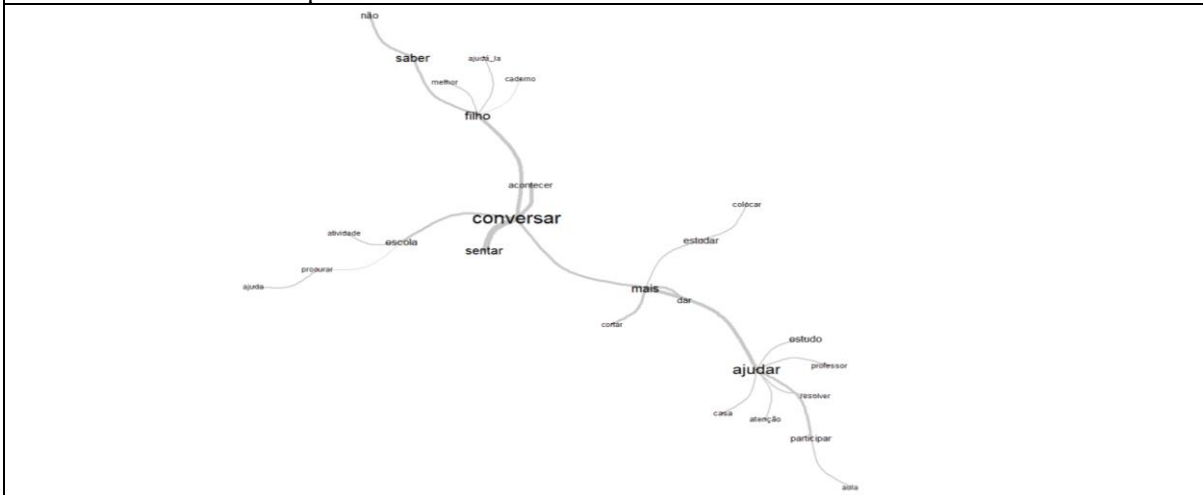 não
saber
ajudá_la
melhor
caderno
filho
acontecer
colocar
conversar
atividade
escola
estudar
sentar
procurar
ajuda
mais
dar
cortar
estudo
professor
ajudar
resolver
casa
atenção
participar
aula